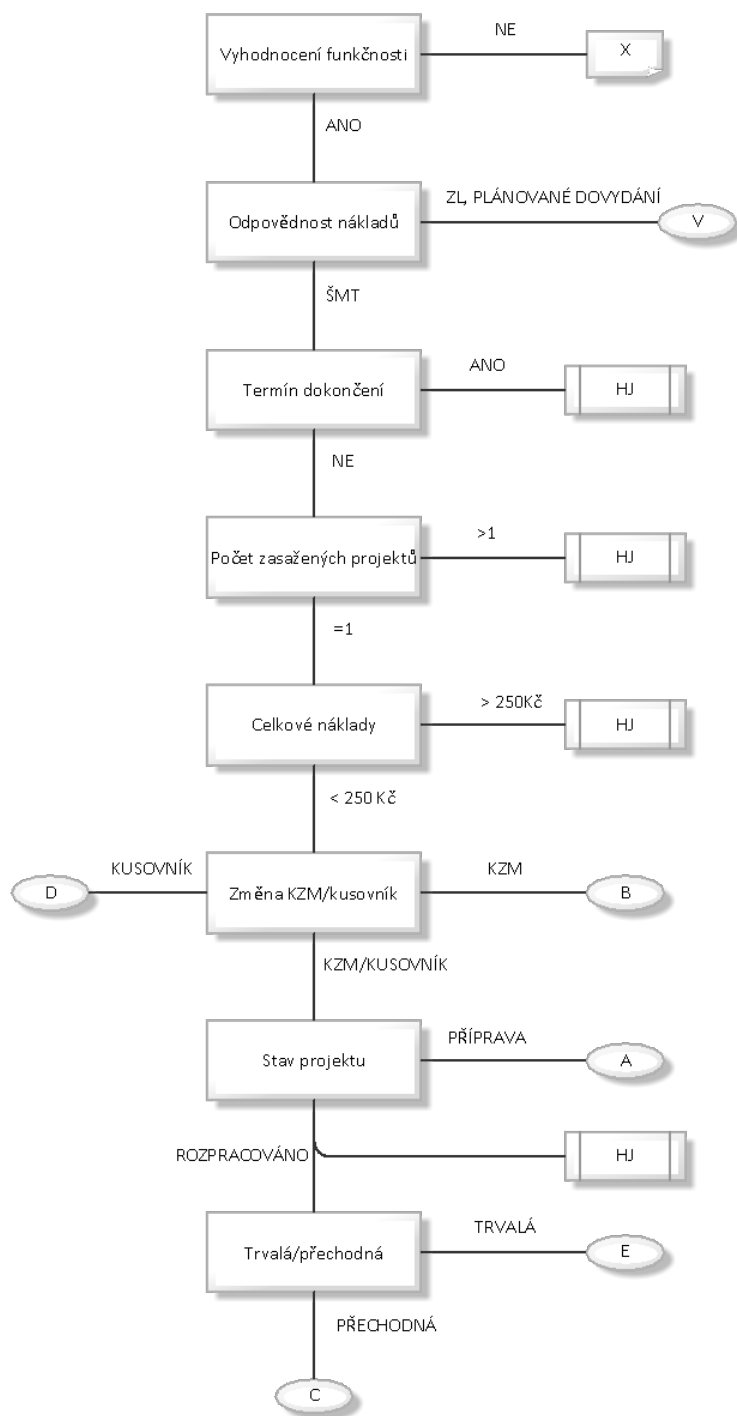 NE
Vyhodnocení funkčnosti
X
ANO
ZL, PLÁNOVANÉ DOVYDÁNÍ
Odpovědnost nákladů
V
ŠMT
ANO
Termín dokončení
HJ
NE
>1
Počet zasažených projektů
HJ
=1
> 250Kč
Celkové náklady
HJ
< 250 Kč
KUSOVNÍK
KZM
D
Změna KZM/kusovník
B
KZM/KUSOVNÍK
PŘÍPRAVA
Stav projektu
A
ROZPRACOVÁNO
HJ
TRVALÁ
Trvalá/přechodná
E
PŘECHODNÁ
C